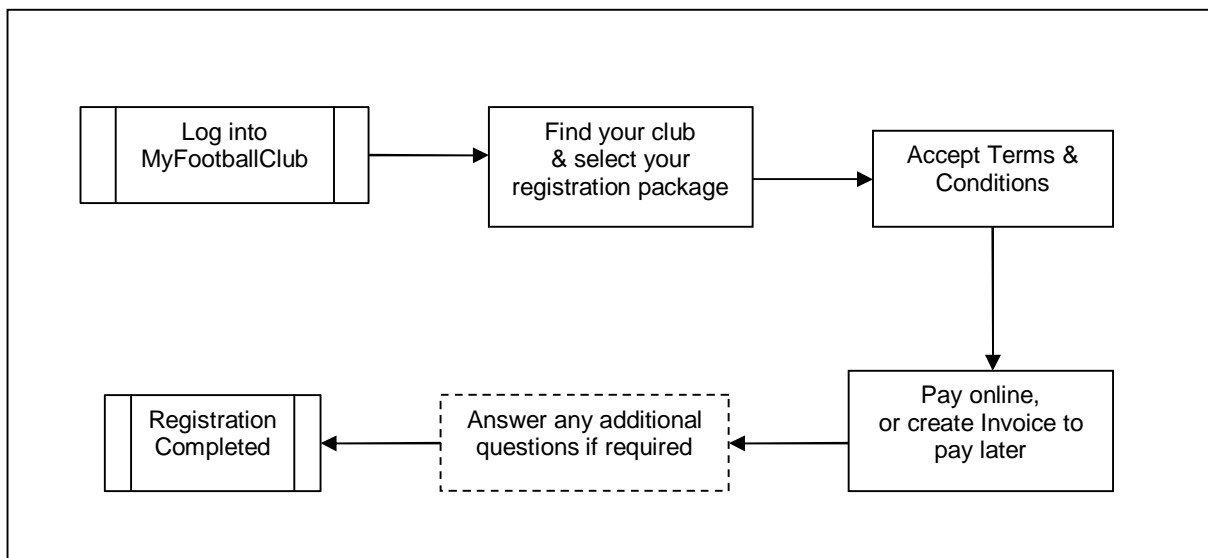 Log into
MyFootballClub
Find your club
& select your
registration package
Accept Terms &
Conditions
Pay online,
or create Invoice to
pay later
Answer any additional
questions if required
Registration
Completed